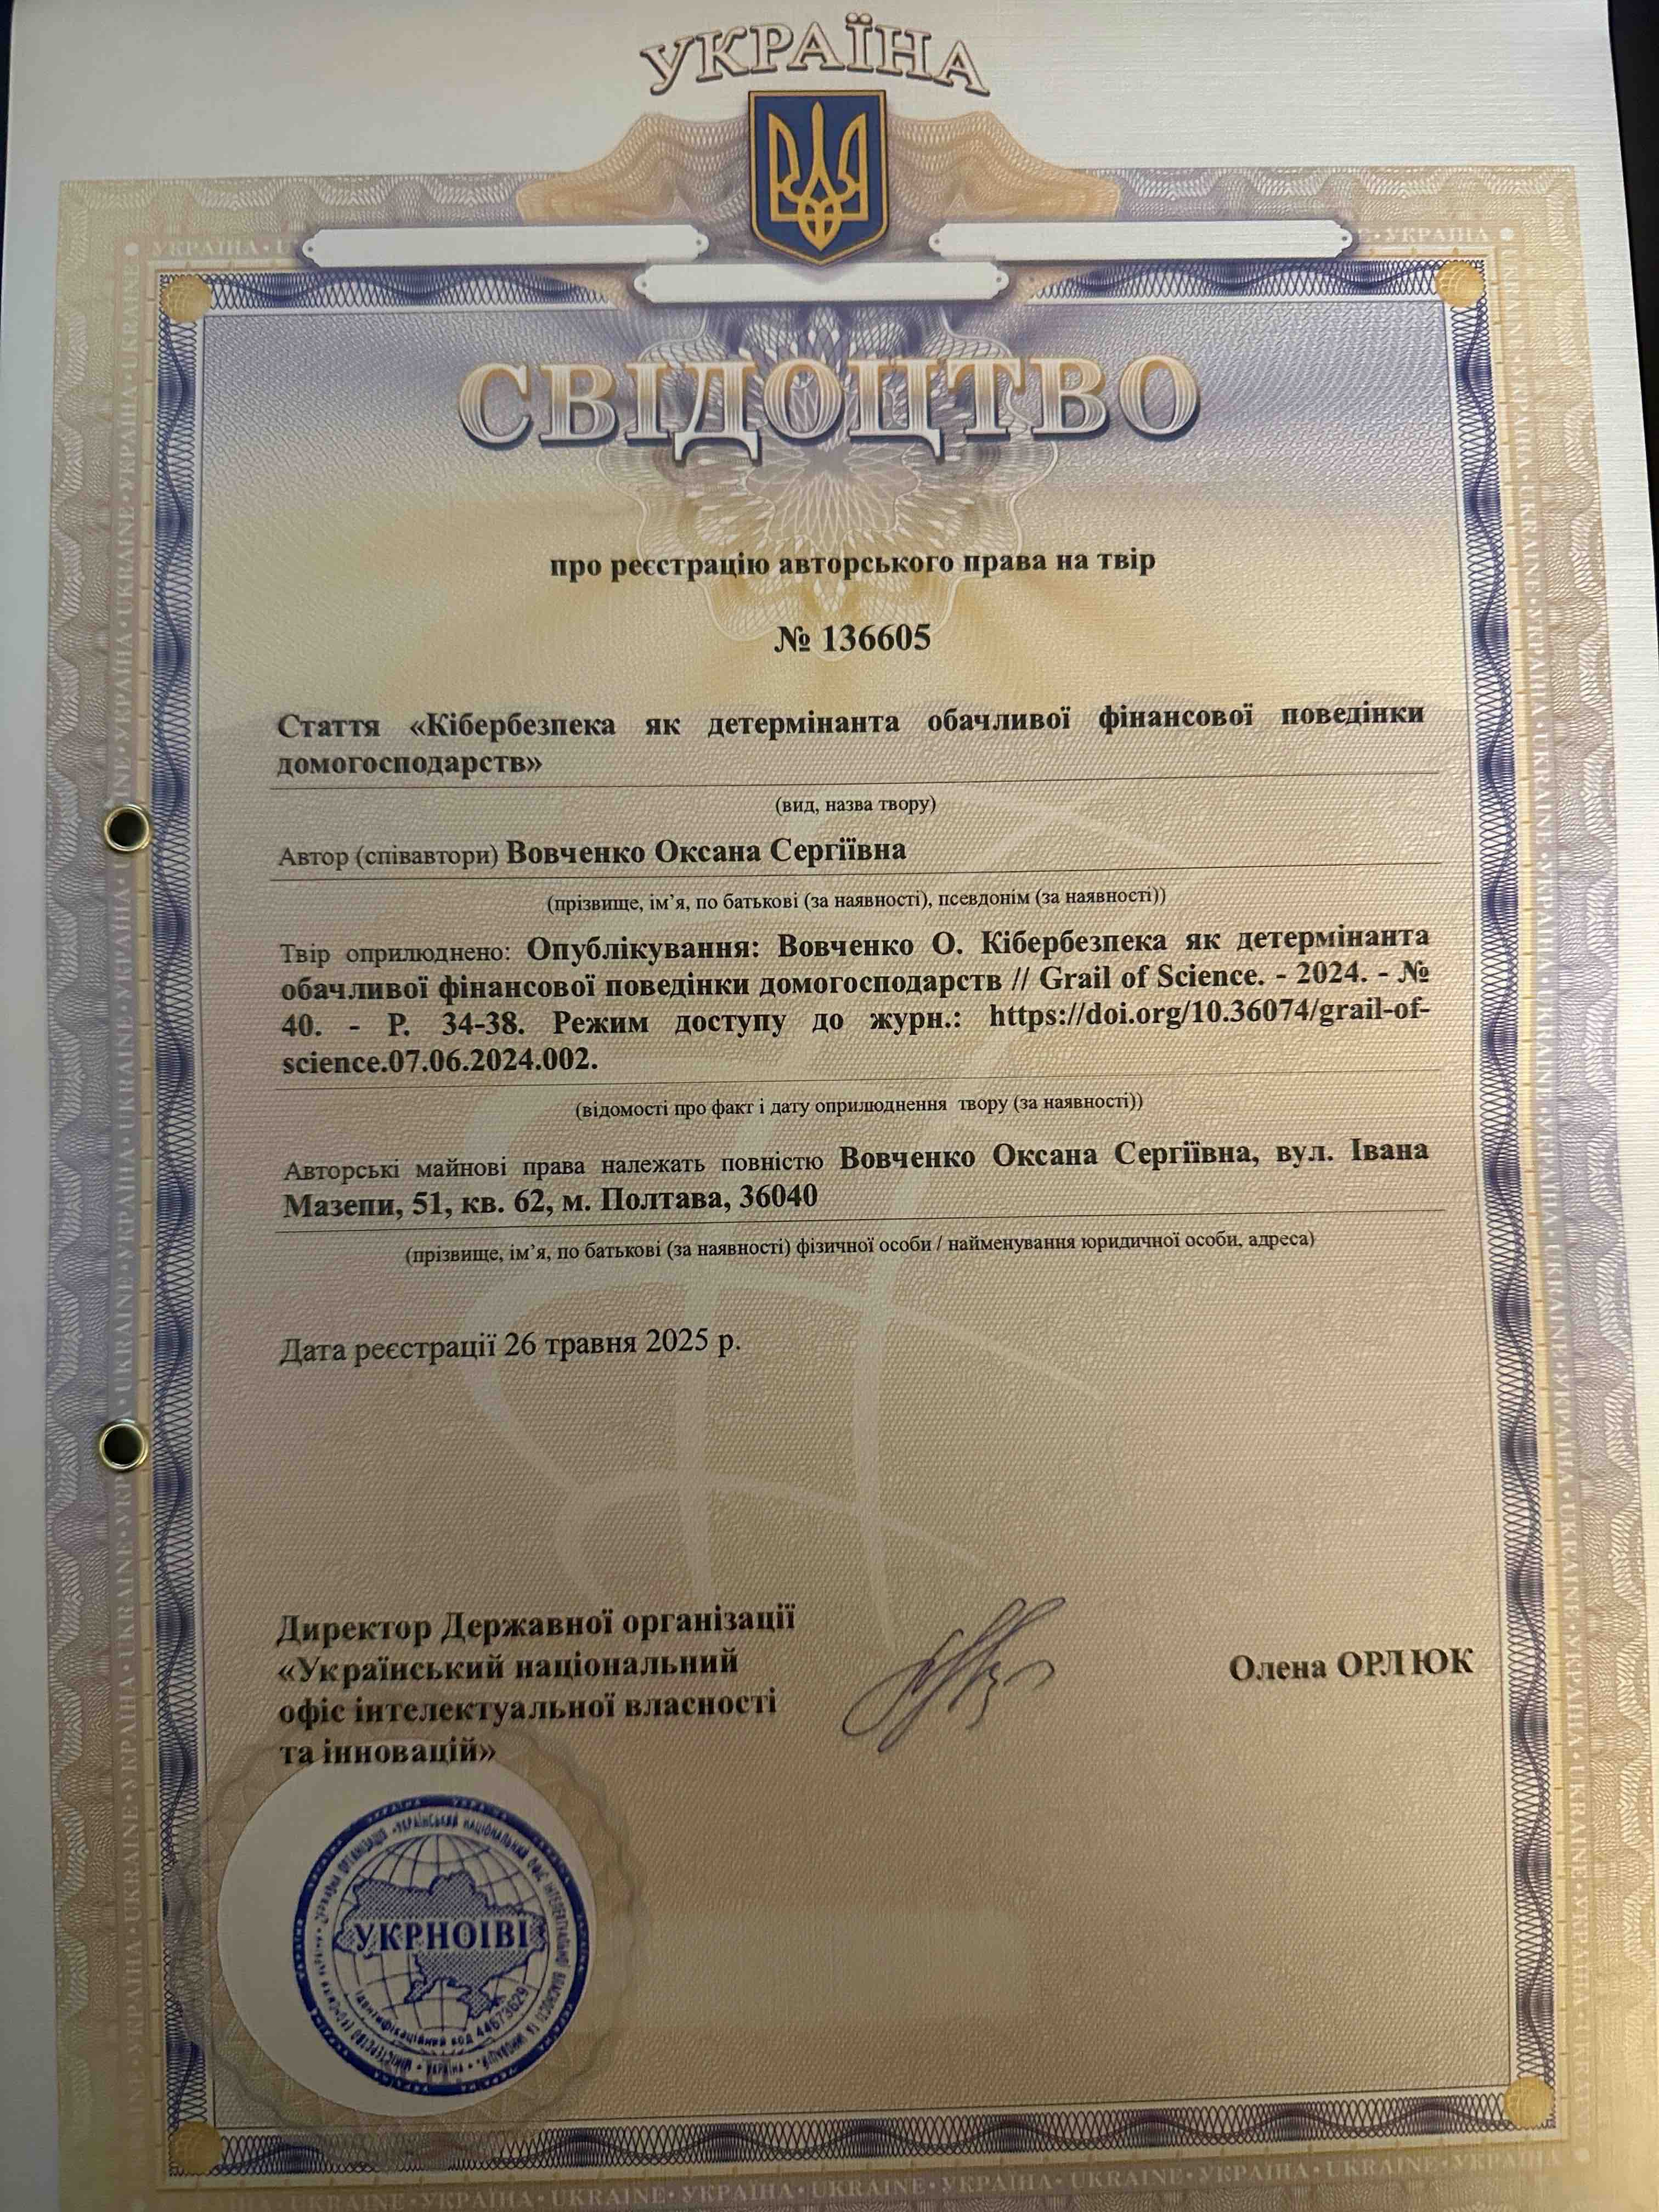 УКРАЇНА
СВІДОЦТВО
про реєстрацію авторського права на твір
№ 136605
Стаття «Кібербезпека як детермінанта обачливої фінансової поведінки
домогосподарств»
(вид, назва твору)
Автор (співавтори) Вовченко Оксана Сергіївна
(прізвище, ім’я, по батькові (за наявності), псевдонім (за наявності))
Твір оприлюднено: Опублікування: Вовченко О. Кібербезпека як детермінанта
обачливої фінансової поведінки домогосподарств // Grail of Science. - 2024. - №
40. - P. 34-38. Режим доступу до журн.: https://doi.org/10.36074/grail-of-
science.07.06.2024.002.
(відомості про факт і дату оприлюднення твору (за наявності))
Авторські майнові права належать повністю Вовченко Оксана Сергіївна, вул. Івана
Мазепи, 51, кв. 62, м. Полтава, 36040
(прізвище, ім’я, по батькові (за наявності) фізичної особи / найменування юридичної особи, адреса)
Дата реєстрації 26 травня 2025 р.
Директор Державної організації
«Український національний
офіс інтелектуальної власності
та інновацій»
Олена ОРЛЮК
УКРНОІВІ
Ідентифікаційний код 44673629